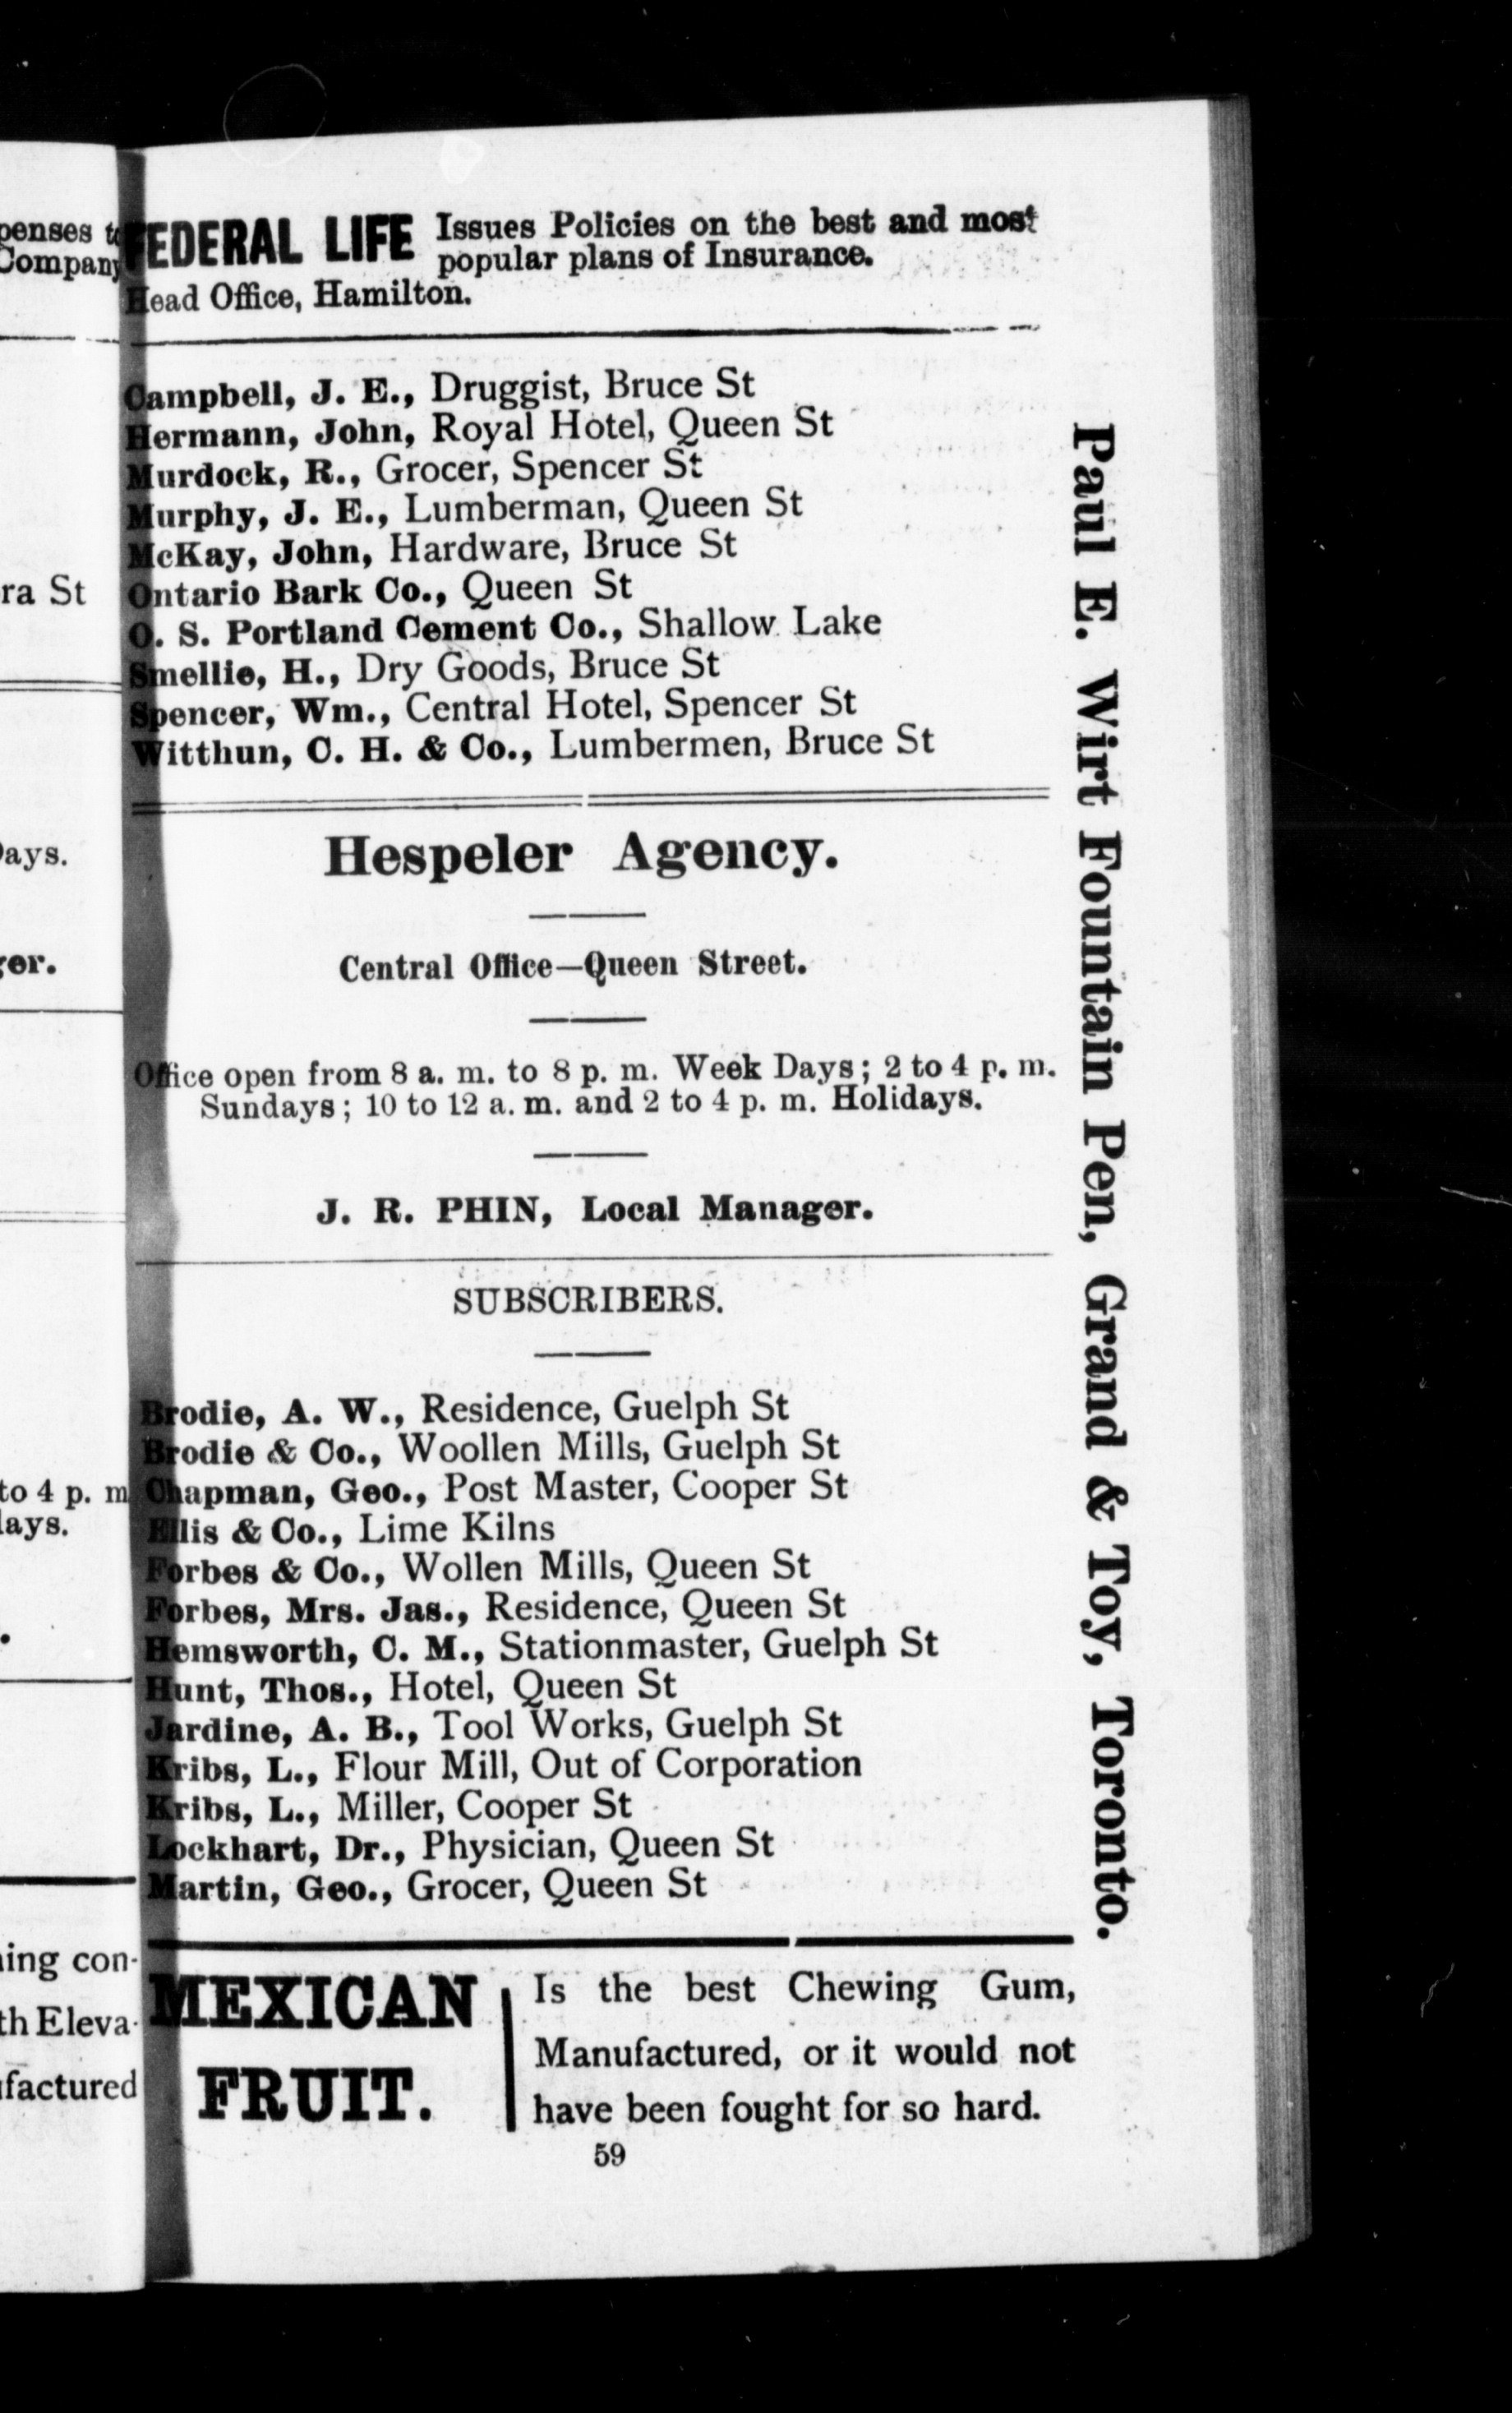 FEDERAL LIFE Issues Policies on the best and most
popular plans of Insurance.
Head Office, Hamilton.
Campbell, J. E., Druggist, Bruce St
Hermann, John, Royal Hotel, Queen St
Murdock, R., Grocer, Spencer St
Murphy, J. E., Lumberman, Queen St
McKay, John, Hardware, Bruce St
Ontario Bark Co., Queen St
O. S. Portland Cement Co., Shallow Lake
Smellie, H., Dry Goods, Bruce St
Spencer, Wm., Central Hotel, Spencer St
Witthun, C. H. & Co., Lumbermen, Bruce St
Hespeler Agency.
Central Office—Queen Street.
Office open from 8 a. m. to 8 p. m. Week Days; 2 to 4 p. m.
Sundays; 10 to 12 a. m. and 2 to 4 p. m. Holidays.
J. R. PHIN, Local Manager.
SUBSCRIBERS.
Brodie, A. W., Residence, Guelph St
Brodie & Co., Woollen Mills, Guelph St
Chapman, Geo., Post Master, Cooper St
Ellis & Co., Lime Kilns
Forbes & Co., Wollen Mills, Queen St
Forbes, Mrs. Jas., Residence, Queen St
Hemsworth, C. M., Stationmaster, Guelph St
Hunt, Thos., Hotel, Queen St
Jardine, A. B., Tool Works, Guelph St
Kribs, L., Flour Mill, Out of Corporation
Kribs, L., Miller, Cooper St
Lockhart, Dr., Physician, Queen St
Martin, Geo., Grocer, Queen St
MEXICAN
FRUIT.
Is the best Chewing Gum,
Manufactured, or it would not
have been fought for so hard.
59
Paul E. Wirt Fountain Pen, Grand & Toy, Toronto.